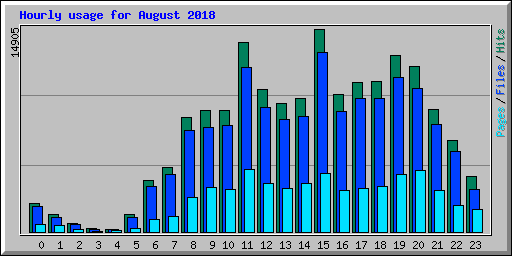 Hourly usage for August 2018
14905
Pages / Files / Hits
0 1 2 3 4 5 6 7 8 9 10 11 12 13 14 15 16 17 18 19 20 21 22 23